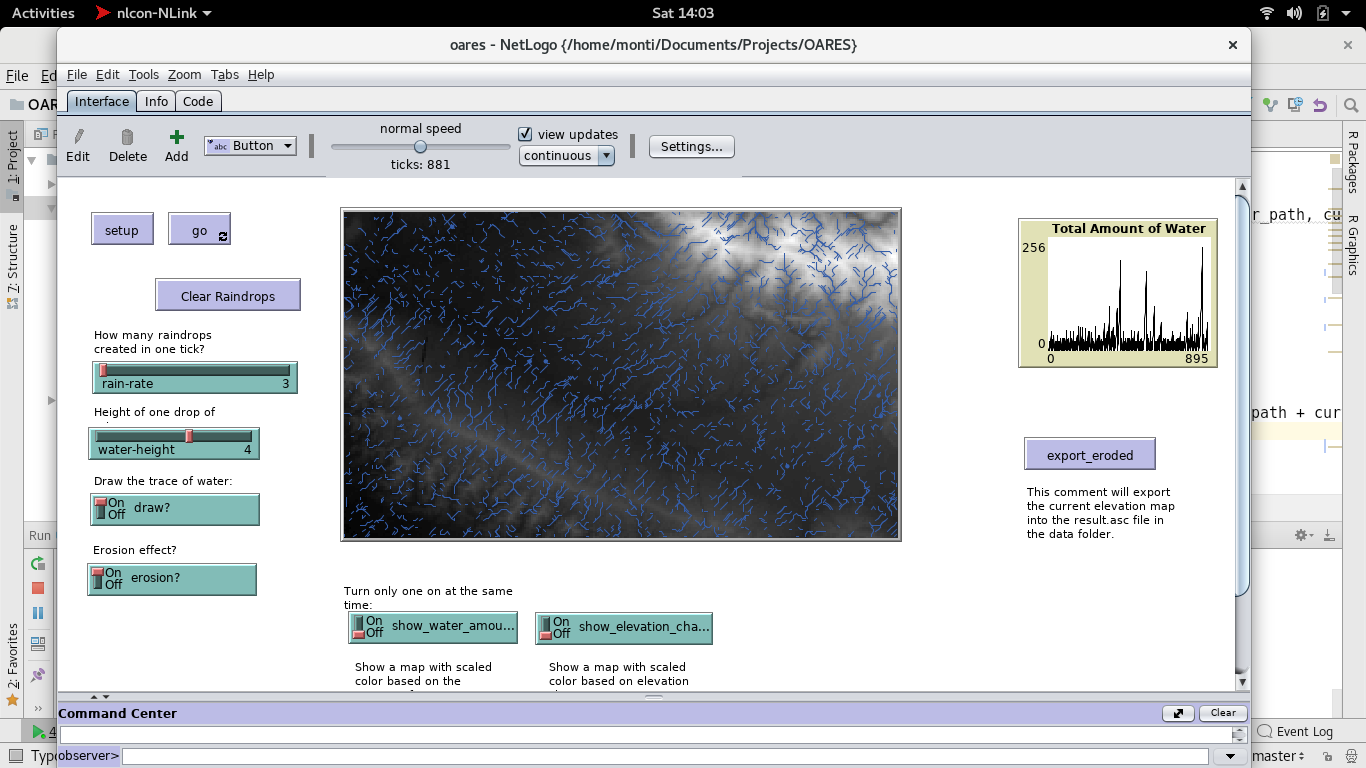 Activities
nlcon-NLink
Sat 14:03
oares - NetLogo {/home/monti/Documents/Projects/OARES}
File Edit Tools Zoom Tabs Help
File
OAR
Interface Info Code
Edit Delete Add
abc Button
normal speed
ticks: 881
view updates
continuous
Settings...
1: Project
7: Structure
2: Favorites
R Packages
R Graphics
setup
go
Clear Raindrops
How many raindrops
created in one tick?
rain-rate 3
Height of one drop of
water-height 4
Draw the trace of water:
On
Off
draw?
Erosion effect?
On
Off
erosion?
Total Amount of Water
256
0
0 895
export_eroded
This comment will export
the current elevation map
into the result.asc file in
the data folder.
r_path, cu
path + cur
Run
Turn only one on at the same
time:
On
Off
show_water_amou...
On
Off
show_elevation_cha...
Show a map with scaled
color based on the
Show a map with scaled
color based on elevation
Command Center
Clear
observer>
4
Event Log
Typo
master